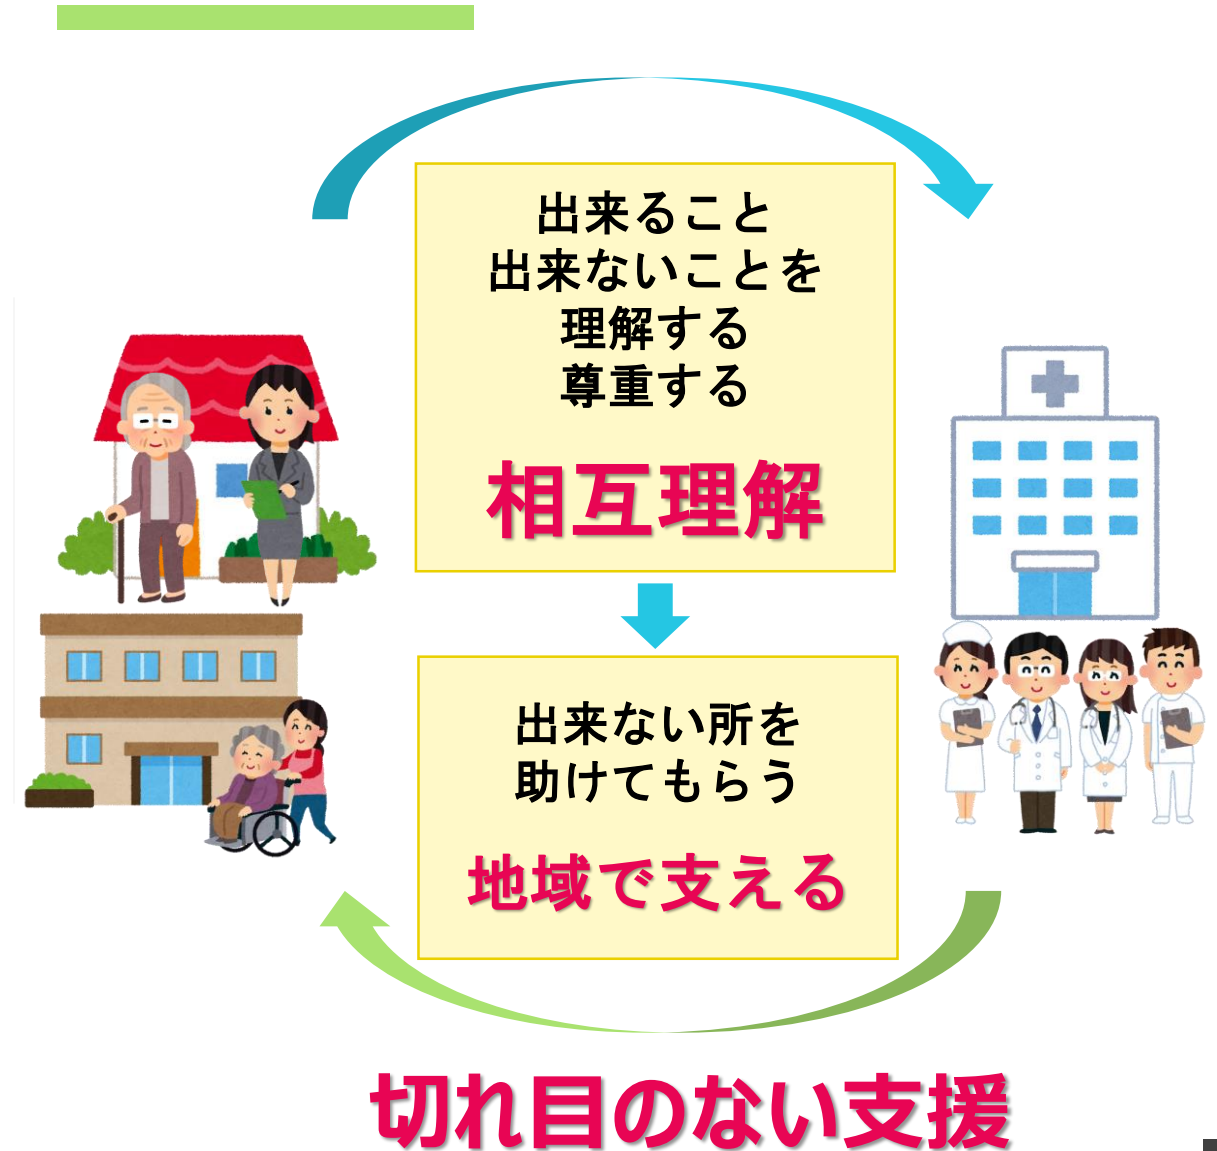 出来ること
出来ないことを
理解する
尊重する
相互理解
出来ない所を
助けてもらう
地域で支える
切れ目のない支援